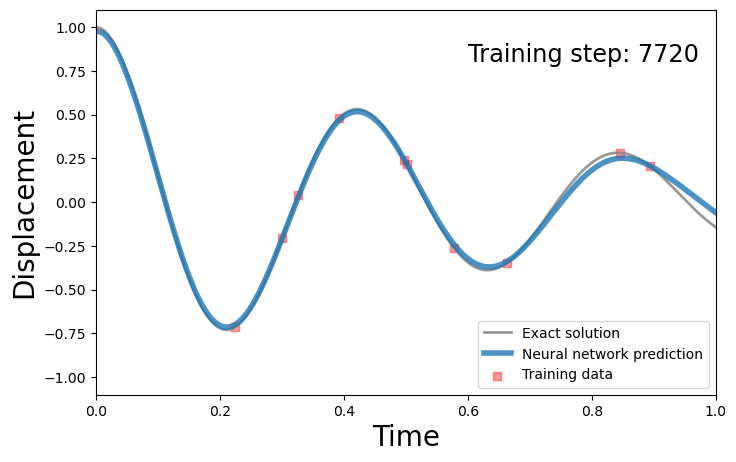 Training step: 7720
Displacement
1.00
0.75
0.50
0.25
0.00
−0.25
−0.50
−0.75
−1.00
Exact solution
Neural network prediction
Training data
0.0 0.2 0.4 0.6 0.8 1.0
Time